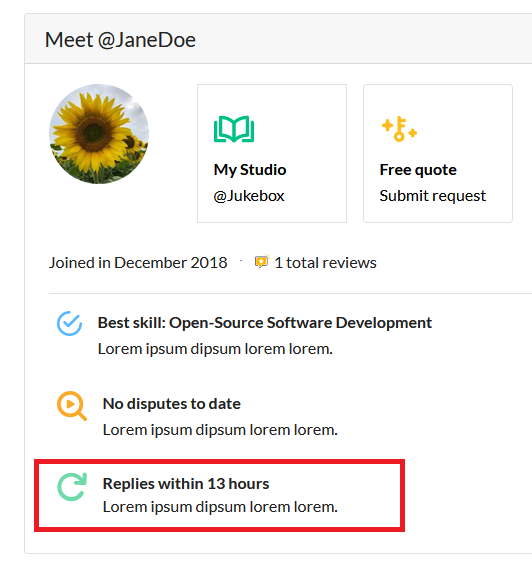 Meet @JaneDoe
My Studio
@Jukebox
Free quote
Submit request
Joined in December 2018 · 1 total reviews
Best skill: Open-Source Software Development
Lorem ipsum dipsum lorem lorem.
No disputes to date
Lorem ipsum dipsum lorem lorem.
Replies within 13 hours
Lorem ipsum dipsum lorem lorem.